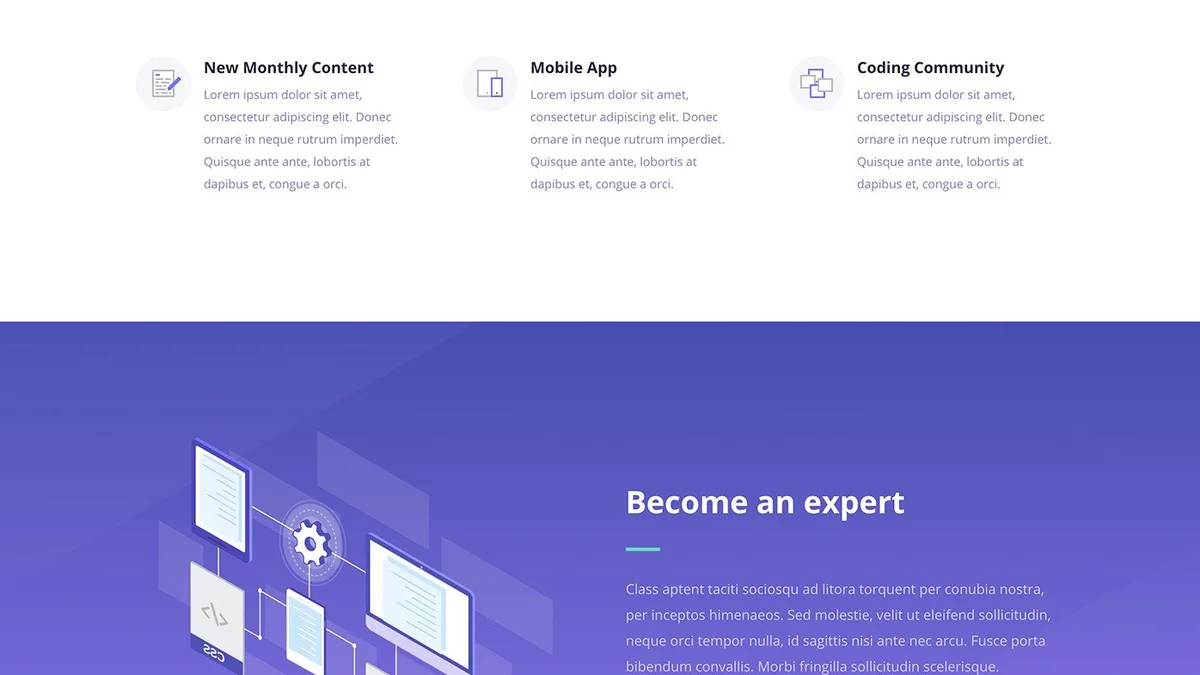 New Monthly Content
Lorem ipsum dolor sit amet,
consectetur adipiscing elit. Donec
ornare in neque rutrum imperdiet.
Quisque ante ante, lobortis at
dapibus et, congue a orci.
Mobile App
Lorem ipsum dolor sit amet,
consectetur adipiscing elit. Donec
ornare in neque rutrum imperdiet.
Quisque ante ante, lobortis at
dapibus et, congue a orci.
Coding Community
Lorem ipsum dolor sit amet,
consectetur adipiscing elit. Donec
ornare in neque rutrum imperdiet.
Quisque ante ante, lobortis at
dapibus et, congue a orci.
</>
CSS
Become an expert
Class aptent taciti sociosqu ad litora torquent per conubia nostra,
per inceptos himenaeos. Sed molestie, velit ut eleifend sollicitudin,
neque orci tempor nulla, id sagittis nisi ante nec arcu. Fusce porta
bibendum convallis. Morbi fringilla sollicitudin scelerisque.